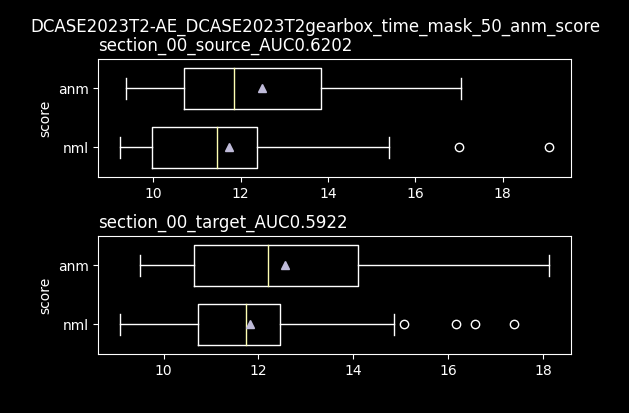 DCASE2023T2-AE_DCASE2023T2gearbox_time_mask_50_anm_score
section_00_source_AUC0.6202
anm
nml
score
10 12 14 16 18
section_00_target_AUC0.5922
anm
nml
score
10 12 14 16 18